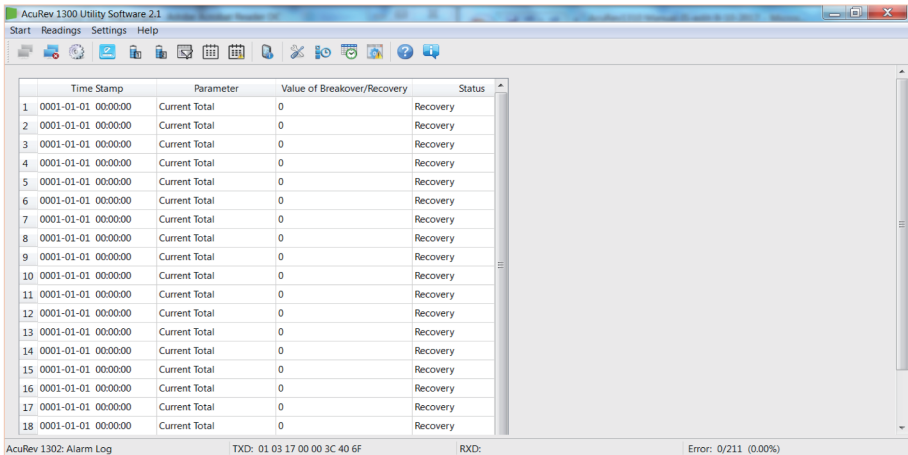 AcuRev 1300 Utility Software 2.1
Start Readings Settings Help
Time Stamp Parameter Value of Breakover/Recovery Status
1 0001-01-01 00:00:00 Current Total 0 Recovery
2 0001-01-01 00:00:00 Current Total 0 Recovery
3 0001-01-01 00:00:00 Current Total 0 Recovery
4 0001-01-01 00:00:00 Current Total 0 Recovery
5 0001-01-01 00:00:00 Current Total 0 Recovery
6 0001-01-01 00:00:00 Current Total 0 Recovery
7 0001-01-01 00:00:00 Current Total 0 Recovery
8 0001-01-01 00:00:00 Current Total 0 Recovery
9 0001-01-01 00:00:00 Current Total 0 Recovery
10 0001-01-01 00:00:00 Current Total 0 Recovery
11 0001-01-01 00:00:00 Current Total 0 Recovery
12 0001-01-01 00:00:00 Current Total 0 Recovery
13 0001-01-01 00:00:00 Current Total 0 Recovery
14 0001-01-01 00:00:00 Current Total 0 Recovery
15 0001-01-01 00:00:00 Current Total 0 Recovery
16 0001-01-01 00:00:00 Current Total 0 Recovery
17 0001-01-01 00:00:00 Current Total 0 Recovery
18 0001-01-01 00:00:00 Current Total 0 Recovery
AcuRev 1302: Alarm Log TXD: 01 03 17 00 00 3C 40 6F RXD: Error: 0/211 (0.00%)